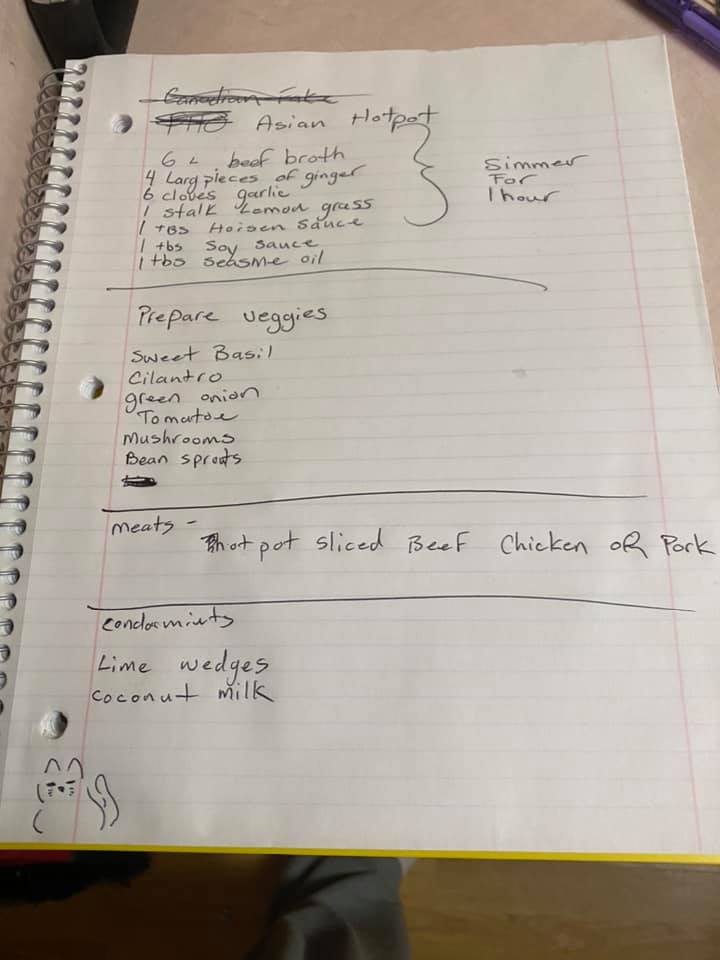 Canadian Fake
PHO Asian Hotpot
6 L beef broth
4 Larg pieces of ginger
6 cloves garlic
1 stalk Lemon grass
1 tBS Hoisen Sauce
1 tbs Soy sauce
1 tbs seasme oil
Simmer
For
1 hour
Prepare veggies
Sweet Basil
Cilantro
green onion
Tomatoe
Mushrooms
Bean sprouts
meats -
hot pot sliced Beef Chicken OR Pork
Condamints
Lime wedges
coconut milk